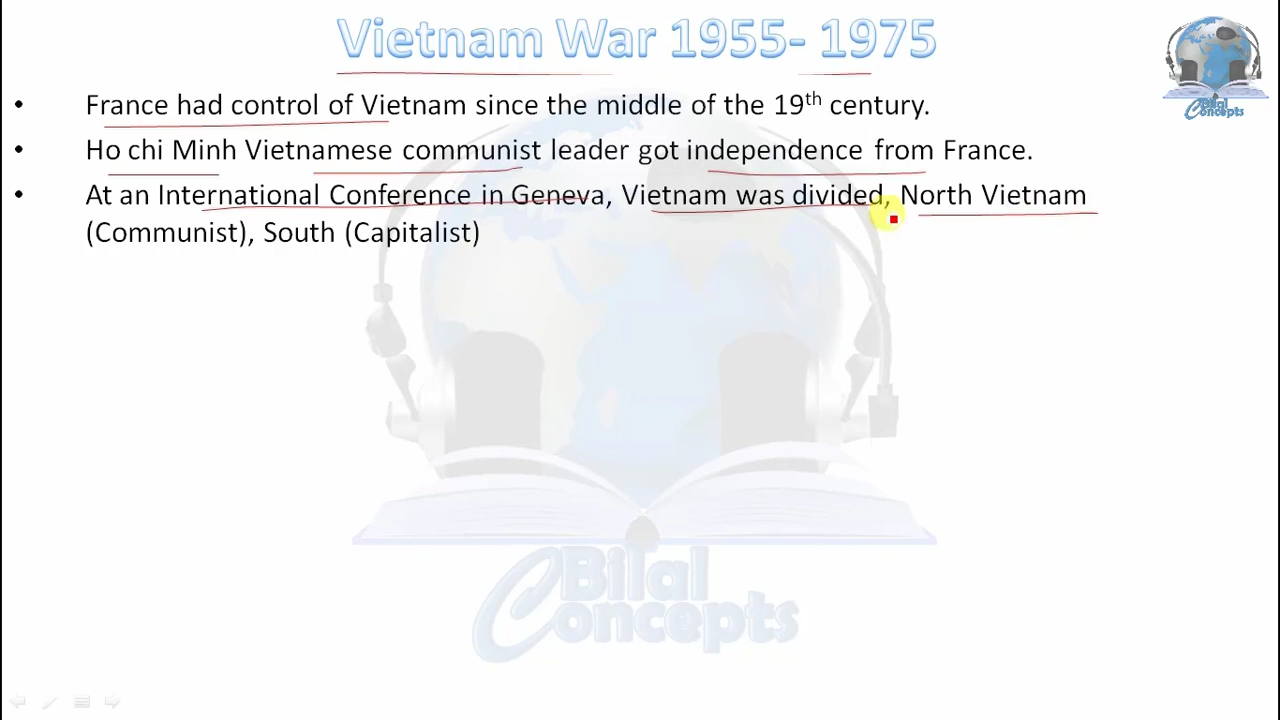 Vietnam War 1955- 1975
• France had control of Vietnam since the middle of the 19th century.
• Ho chi Minh Vietnamese communist leader got independence from France.
• At an International Conference in Geneva, Vietnam was divided, North Vietnam
(Communist), South (Capitalist)
Bilal
Concepts
Bilal
Concepts